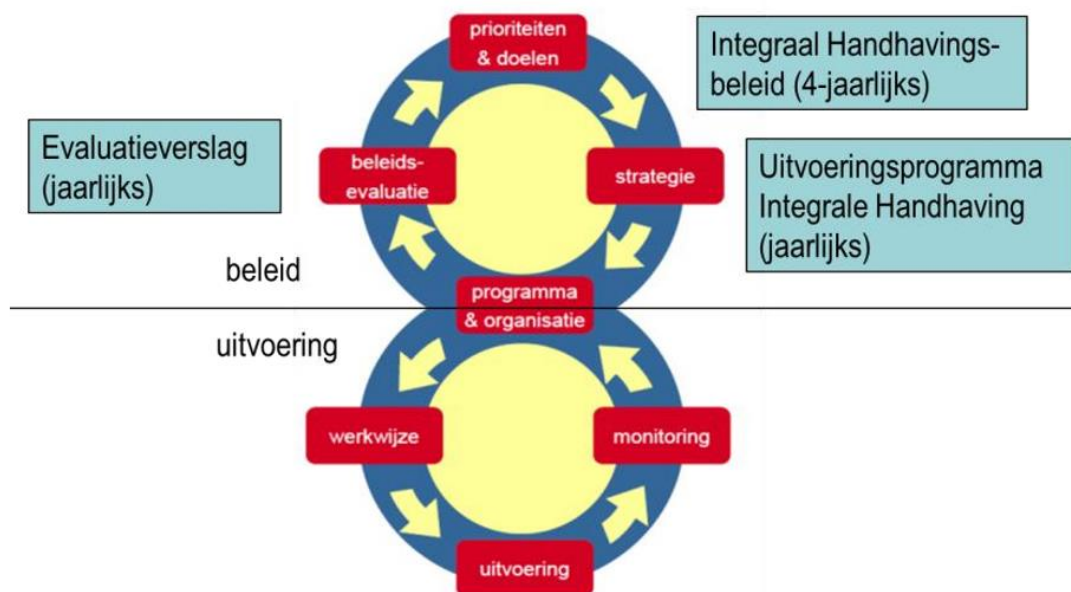 prioriteiten
& doelen
Integraal Handhavings-
beleid (4-jaarlijks)
Evaluatieverslag
(jaarlijks)
beleids-
evaluatie
strategie
Uitvoeringsprogramma
Integrale Handhaving
(jaarlijks)
beleid
programma
& organisatie
uitvoering
werkwijze
monitoring
uitvoering